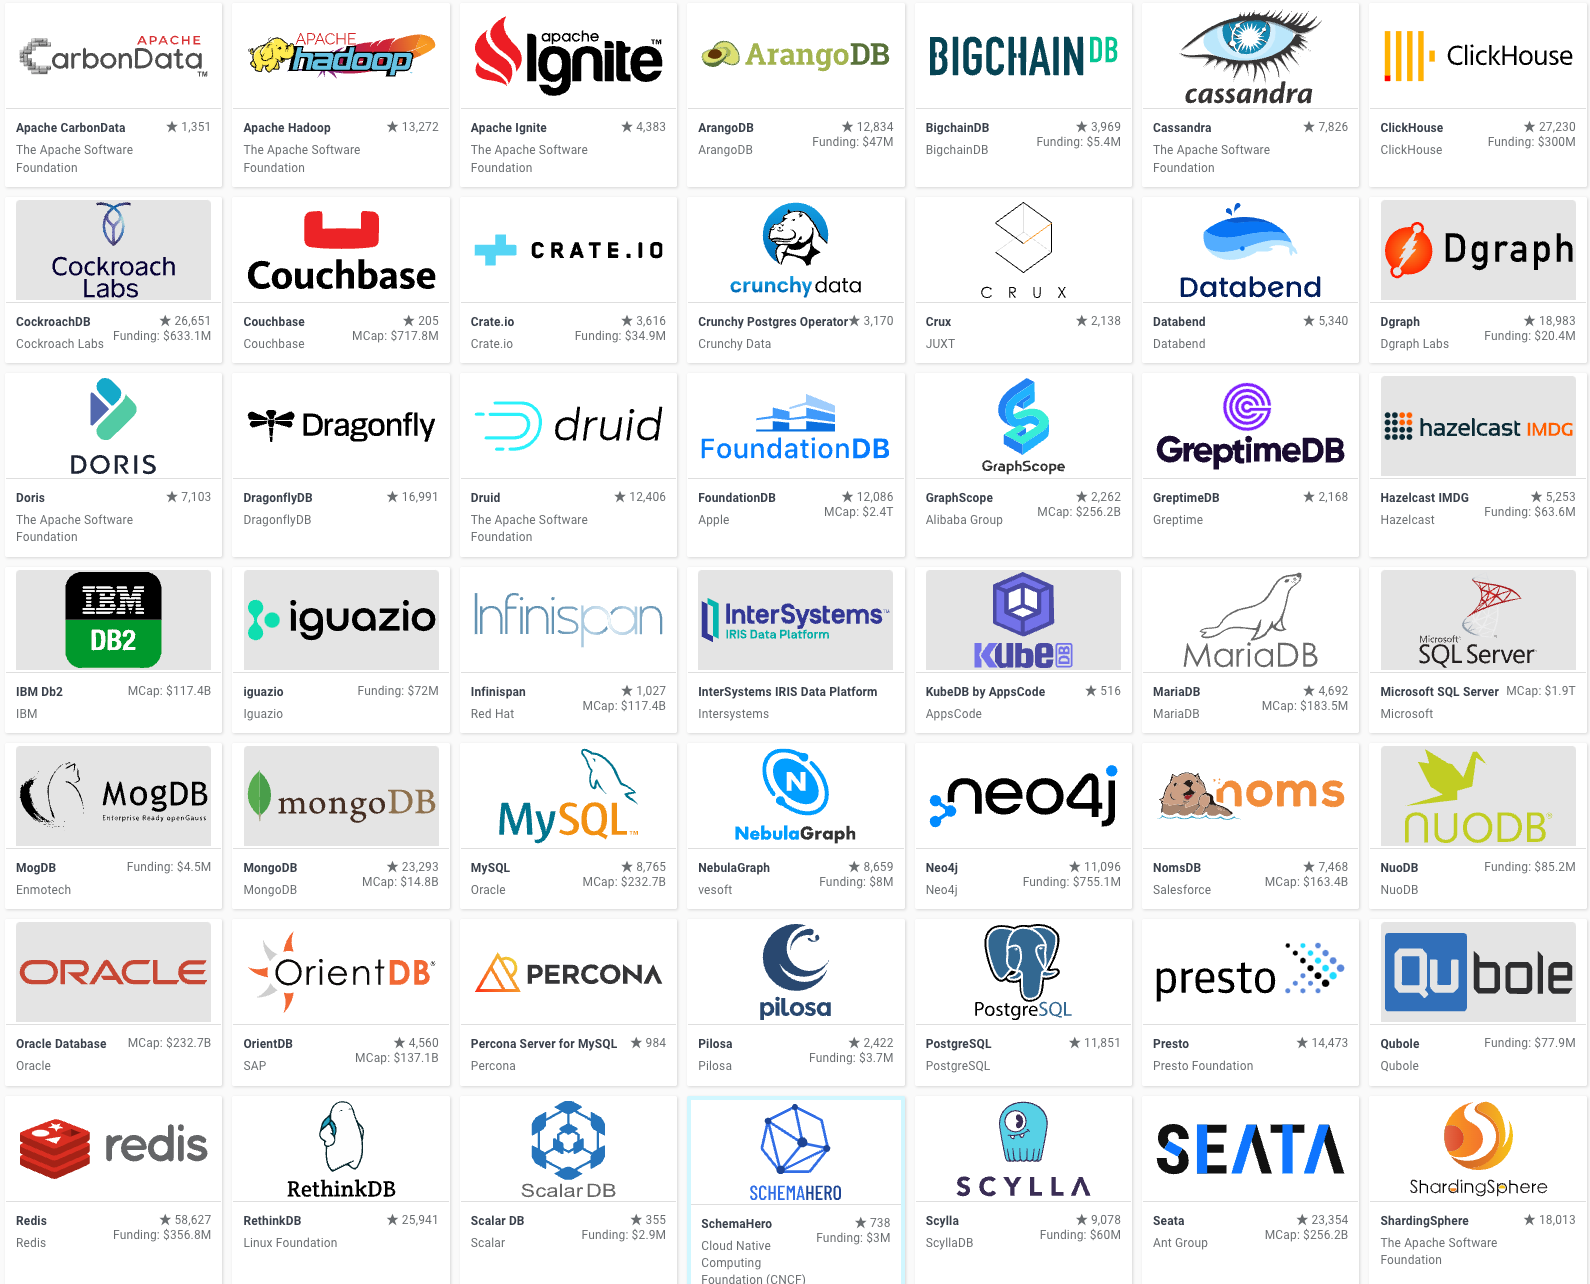 APACHE
CarbonData™
Apache CarbonData ★ 1,351
The Apache Software
Foundation
APACHE
hadoop
Apache Hadoop ★ 13,272
The Apache Software
Foundation
apache
Ignite™
Apache Ignite ★ 4,383
The Apache Software
Foundation
ArangoDB
ArangoDB ★ 12,834
Funding: $47M
ArangoDB
BIGCHAINDB
BigchainDB ★ 3,969
Funding: $5.4M
BigchainDB
cassandra
Cassandra ★ 7,826
The Apache Software
Foundation
ClickHouse
ClickHouse ★ 27,230
Funding: $300M
ClickHouse
Cockroach
Labs
CockroachDB ★ 26,651
Funding: $633.1M
Cockroach Labs
Couchbase
Couchbase ★ 205
MCap: $717.8M
Couchbase
CRATE.IO
Crate.io ★ 3,616
Funding: $34.9M
Crate.io
crunchydata
Crunchy Postgres Operator★ 3,170
Crunchy Data
CRUX
Crux ★ 2,138
JUXT
Databend
Databend ★ 5,340
Databend
Dgraph
Dgraph ★ 18,983
Funding: $20.4M
Dgraph Labs
DORIS
Doris ★ 7,103
The Apache Software
Foundation
Dragonfly
DragonflyDB ★ 16,991
DragonflyDB
druid
Druid ★ 12,406
The Apache Software
Foundation
FoundationDB
FoundationDB ★ 12,086
MCap: $2.4T
Apple
GraphScope
GraphScope ★ 2,262
MCap: $256.2B
Alibaba Group
GreptimeDB
GreptimeDB ★ 2,168
Greptime
hazelcast IMDG
Hazelcast IMDG ★ 5,253
Funding: $63.6M
Hazelcast
IBM
DB2
IBM Db2 MCap: $117.4B
IBM
iguazio
iguazio Funding: $72M
Iguazio
Infinispan
Infinispan ★ 1,027
MCap: $117.4B
Red Hat
InterSystems™
IRIS Data Platform
InterSystems IRIS Data Platform
Intersystems
KubeDB
KubeDB by AppsCode ★ 516
AppsCode
MariaDB
MariaDB ★ 4,692
MCap: $183.5M
MariaDB
Microsoft®
SQL Server
Microsoft SQL Server MCap: $1.9T
Microsoft
MogDB
Enterprise Ready openGauss
MogDB Funding: $4.5M
Enmotech
mongoDB
MongoDB ★ 23,293
MCap: $14.8B
MongoDB
MySQL™
MySQL ★ 8,765
MCap: $232.7B
Oracle
N
NebulaGraph
NebulaGraph ★ 8,659
Funding: $8M
vesoft
neo4j
Neo4j ★ 11,096
Funding: $755.1M
Neo4j
noms
NomsDB ★ 7,468
MCap: $163.4B
Salesforce
NUODB®
NuoDB Funding: $85.2M
NuoDB
ORACLE
Oracle Database MCap: $232.7B
Oracle
OrientDB®
OrientDB ★ 4,560
MCap: $137.1B
SAP
PERCONA
Percona Server for MySQL ★ 984
Percona
pilosa
Pilosa ★ 2,422
Funding: $3.7M
Pilosa
PostgreSQL
PostgreSQL ★ 11,851
PostgreSQL
presto
Presto ★ 14,473
Presto Foundation
Qubole
Qubole Funding: $77.9M
Qubole
redis
Redis ★ 58,627
Funding: $356.8M
Redis
RethinkDB
RethinkDB ★ 25,941
Linux Foundation
Scalar DB
Scalar DB ★ 355
Funding: $2.9M
Scalar
SCHEMAHERO
SchemaHero ★ 738
Funding: $3M
Cloud Native
Computing
Foundation (CNCF)
SCYLLA
Scylla ★ 9,078
Funding: $60M
ScyllaDB
SEATA
Seata ★ 23,354
MCap: $256.2B
Ant Group
ShardingSphere
ShardingSphere ★ 18,013
The Apache Software
Foundation